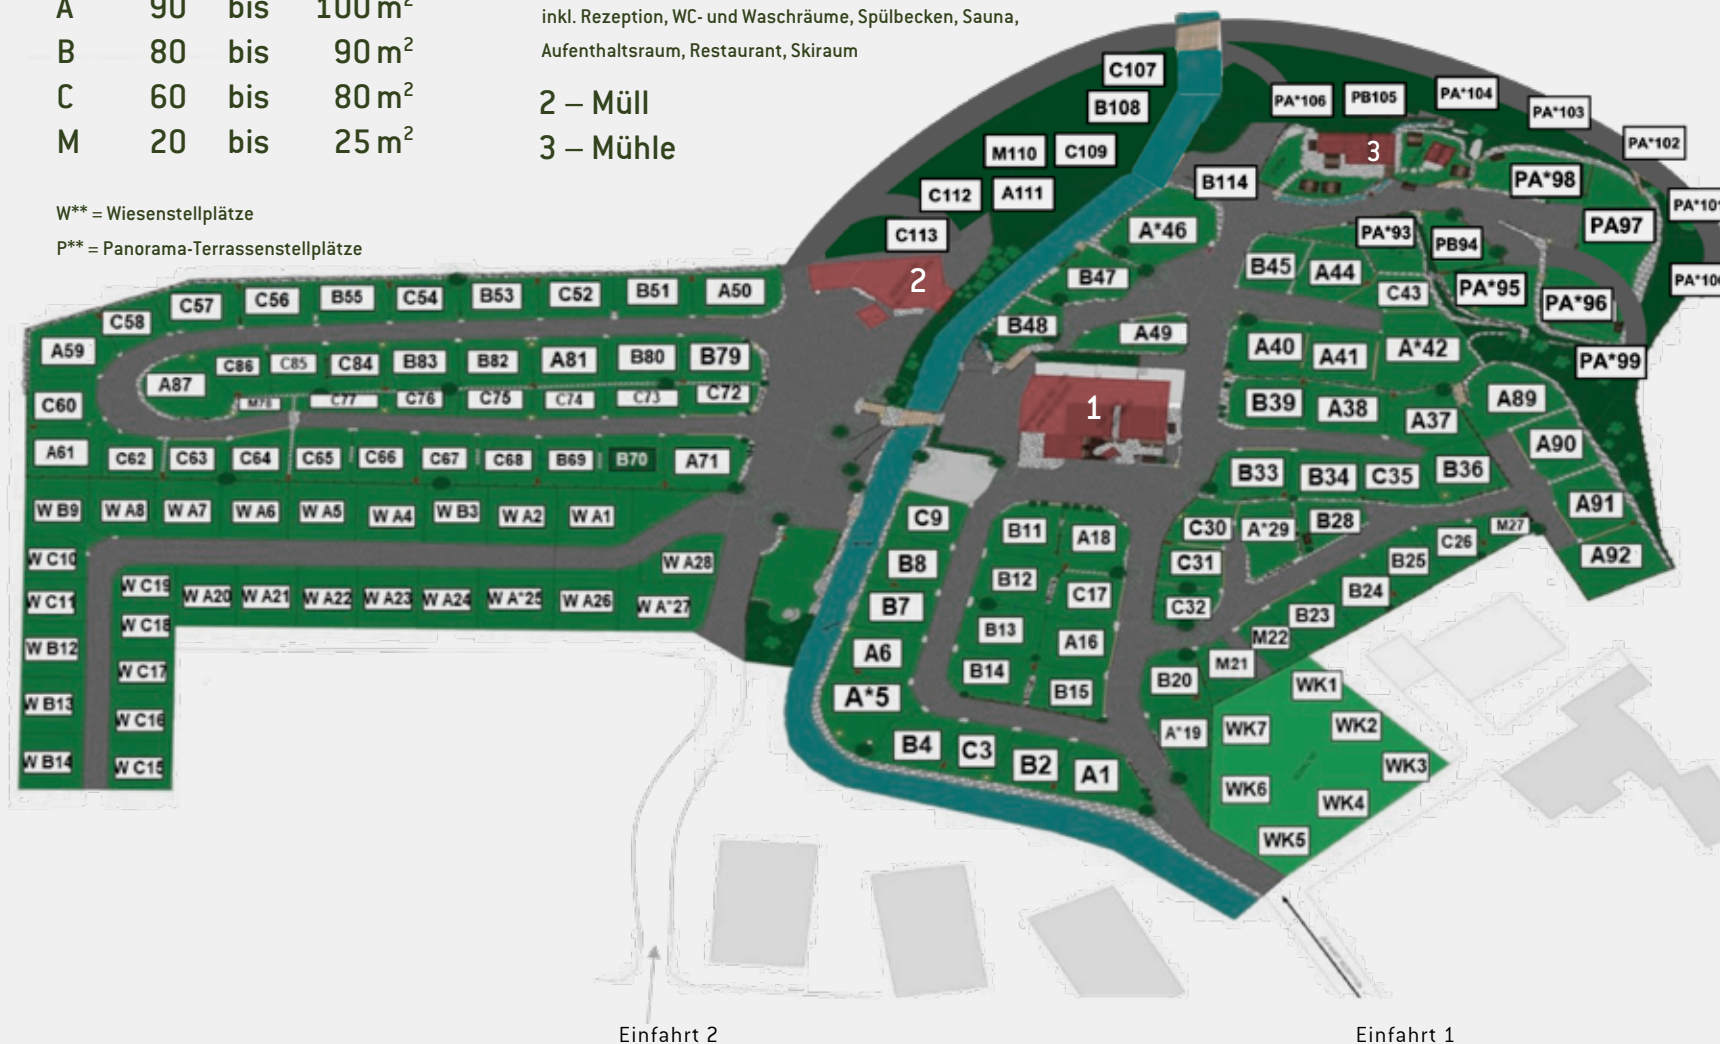 A 90 bis 100 m²
B 80 bis 90 m²
C 60 bis 80 m²
M 20 bis 25 m²
W** = Wiesenstellplätze
P** = Panorama-Terrassenstellplätze
inkl. Rezeption, WC- und Waschräume, Spülbecken, Sauna,
Aufenthaltsraum, Restaurant, Skiraum
2 – Müll
3 – Mühle
C107
B108
M110 C109
C112 A111
C113
B114
PA*106 PB105 PA*104 PA*103
PA*102
3
PA*98
PA*101
PA97
A*46
PA*93 PB94
2
B47
B45 A44
C43
PA*95
PA*96
B48 A49
A40 A41 A*42
PA*99
1
B39 A38 A37
A89
A90
A91
A92
B33 B34 C35 B36
C30 A*29 B28
M27
C31
C26
B25
C32
B24
B23
M22
M21
B20
A*19
C58 C57 C56 B55 C54 B53 C52 B51 A50
A59
C86 C85 C84 B83 B82 A81 B80 B79
A87
M78 C77 C76 C75 C74 C73 C72
C60
A61 C62 C63 C64 C65 C66 C67 C68 B69 B70 A71
W B9 W A8 W A7 W A6 W A5 W A4 W B3 W A2 W A1
W C10
W A28
W C11
W C19 W A20 W A21 W A22 W A23 W A24 W A*25 W A26 W A*27
W C18
W B12
W C17
W B13
W C16
W B14
W C15
C9
B11 A18
B8
B12 C17
B7
B13 A16
A6
B14 B15
A*5
B4 C3 B2 A1
WK1
WK7 WK2
WK3
WK6 WK4
WK5
Einfahrt 2
Einfahrt 1